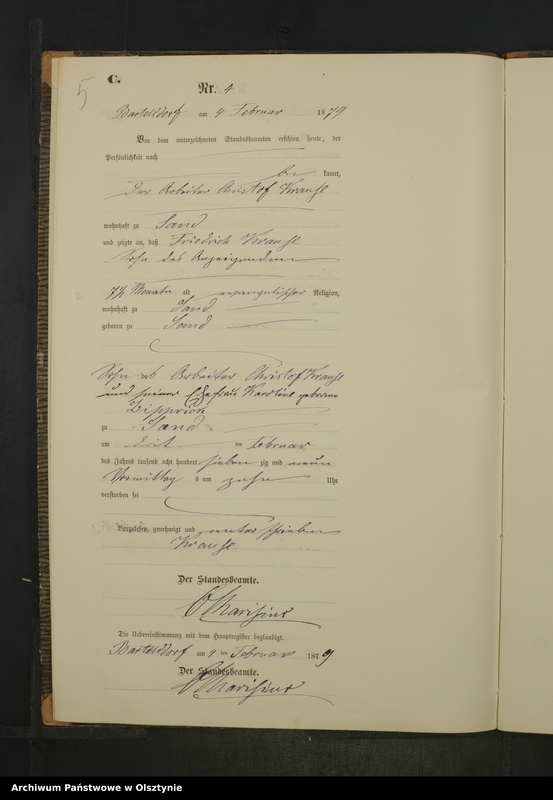 5
C.
Nr. 4
Bartelsdorf am 4 Februar 1879
Vor dem unterzeichneten Standesbeamten erschien heute, der
Persönlichkeit nach
be kannt,
Der Arbeiter Christof Krause
wohnhaft zu Sand
und zeigte an, daß Friedrich Krause
Sohn des Anzeigenden
7½ Monate alt evangelischer Religion,
wohnhaft zu Sand
geboren zu Sand
Sohn des Arbeiter Christof Krause
und seiner Ehefrau Karoline geborene
zu Sand
am drit ten Februar
des Jahres tausend acht hundert sieben zig und neun
Vormittag s um zehn Uhr
verstorben sei
Vorgelesen, genehmigt und unterschrieben
Krause
Der Standesbeamte.
Die Uebereinstimmung mit dem Hauptregister beglaubigt.
Bartelsdorf am 4 ten Februar 1879
Der Standesbeamte.
Archiwum Państwowe w Olsztynie